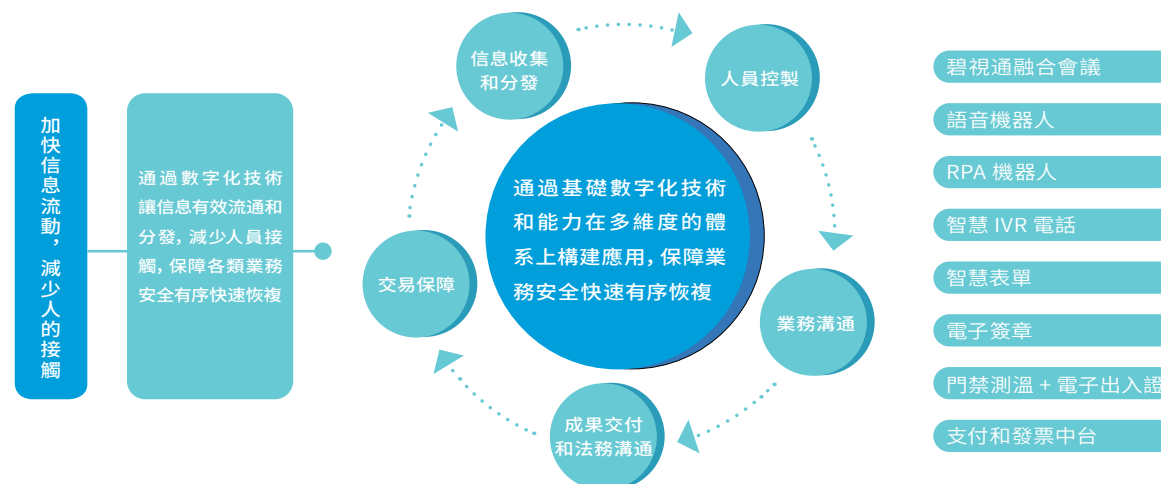 加快信息流動，減少人的接觸
通過數字化技術
讓信息有效流通和
分發，減少人員接
觸，保障各類業務
安全有序快速恢複
信息收集
和分發
人員控製
業務溝通
成果交付
和法務溝通
交易保障
通過基礎數字化技術
和能力在多維度的體
系上構建應用，保障業
務安全快速有序恢複
碧視通融合會議
語音機器人
RPA 機器人
智慧 IVR 電話
智慧表單
電子簽章
門禁測溫 + 電子出入證
支付和發票中台